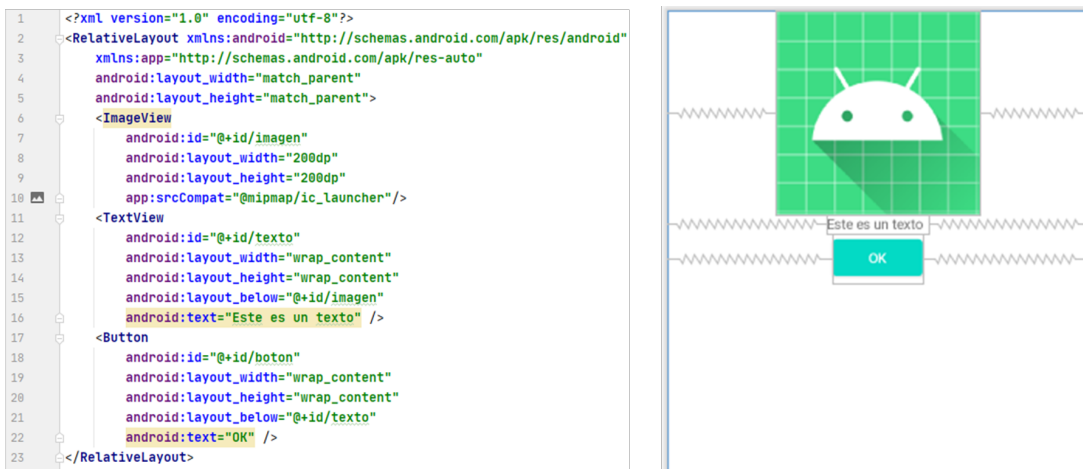 1 <?xml version="1.0" encoding="utf-8"?>
2 <RelativeLayout xmlns:android="http://schemas.android.com/apk/res/android"
3 xmlns:app="http://schemas.android.com/apk/res-auto"
4 android:layout_width="match_parent"
5 android:layout_height="match_parent">
6 <ImageView
7 android:id="@+id/imagen"
8 android:layout_width="200dp"
9 android:layout_height="200dp"
10 app:srcCompat="@mipmap/ic_launcher"/>
11 <TextView
12 android:id="@+id/texto"
13 android:layout_width="wrap_content"
14 android:layout_height="wrap_content"
15 android:layout_below="@+id/imagen"
16 android:text="Este es un texto" />
17 <Button
18 android:id="@+id/boton"
19 android:layout_width="wrap_content"
20 android:layout_height="wrap_content"
21 android:layout_below="@+id/texto"
22 android:text="OK" />
23 </RelativeLayout>
Este es un texto
OK